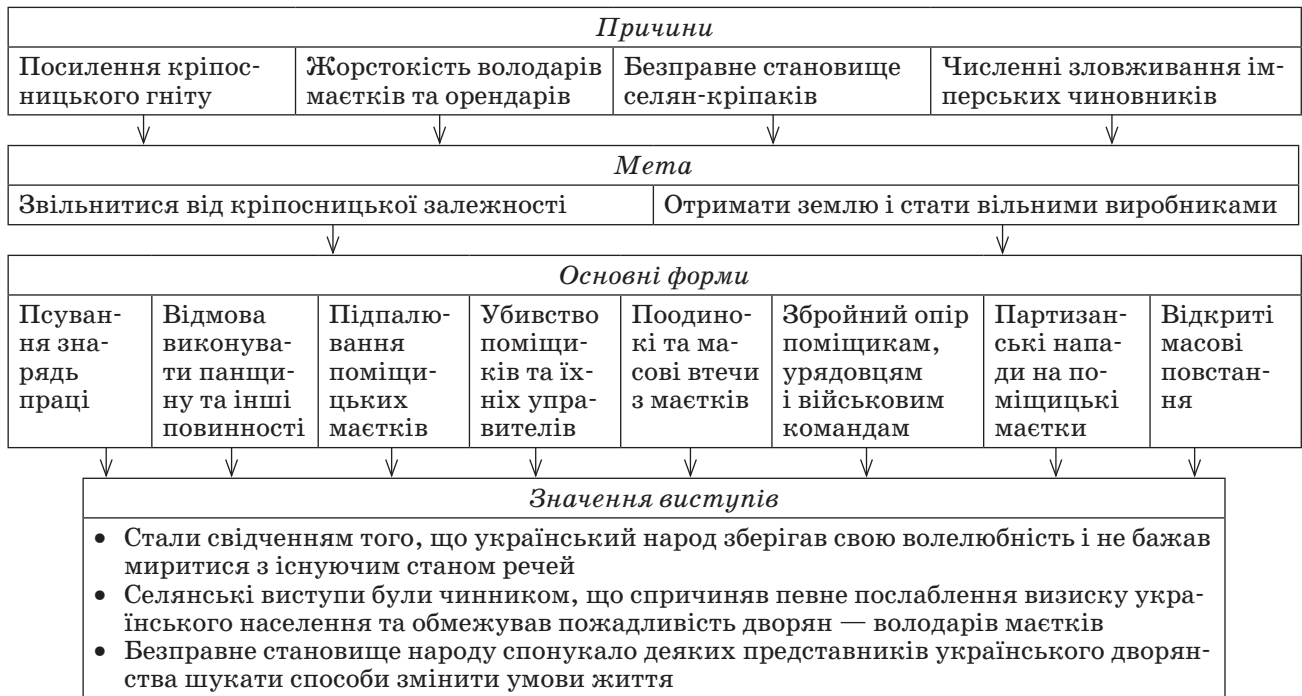 Причини
Посилення кріпос-
ницького гніту
Жорстокість володарів
маєтків та орендарів
Безправне становище
селян-кріпаків
Численні зловживання ім-
перських чиновників
Мета
Звільнитися від кріпосницької залежності
Отримати землю і стати вільними виробниками
Основні форми
Псуван-
ня зна-
рядь
праці
Відмова
виконува-
ти панщи-
ну та інші
повинності
Підпалю-
вання
поміщи-
цьких
маєтків
Убивство
поміщи-
ків та їх-
ніх упра-
вителів
Поодино-
кі та ма-
сові втечі
з маєтків
Збройний опір
поміщикам,
урядовцям
і військовим
командам
Партизан-
ські напа-
ди на по-
міщицькі
маєтки
Відкриті
масові
повстан-
ня
Значення виступів
• Стали свідченням того, що український народ зберігав свою волелюбність і не бажав
миритися з існуючим станом речей
• Селянські виступи були чинником, що спричиняв певне послаблення визиску укра-
їнського населення та обмежував пожадливість дворян — володарів маєтків
• Безправне становище народу спонукало деяких представників українського дворян-
ства шукати способи змінити умови життя